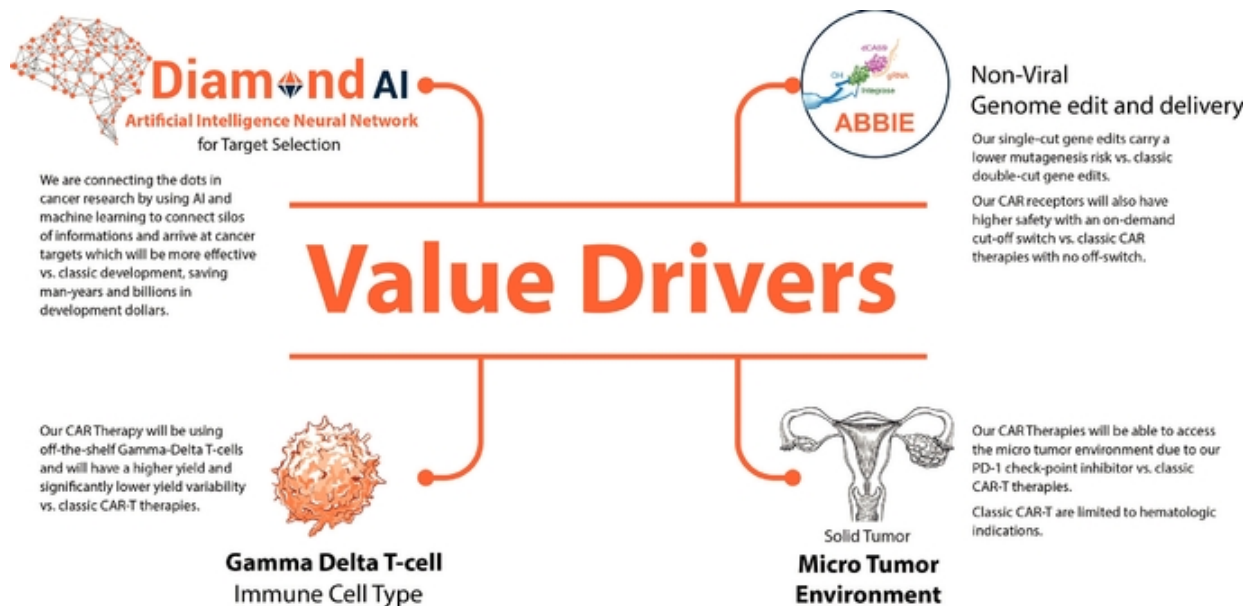 Diamond AI
Artificial Intelligence Neural Network
for Target Selection
We are connecting the dots in
cancer research by using AI and
machine learning to connect silos
of informations and arrive at cancer
targets which will be more effective
vs. classic development, saving
man-years and billions in
development dollars.
dCAS9
gRNA
Integrase
ABBIE
Non-Viral
Genome edit and delivery
Our single-cut gene edits carry a
lower mutagenesis risk vs. classic
double-cut gene edits.
Our CAR receptors will also have
higher safety with an on-demand
cut-off switch vs. classic CAR
therapies with no off-switch.
Value Drivers
Our CAR Therapy will be using
off-the-shelf Gamma-Delta T-cells
and will have a higher yield and
significantly lower yield variability
vs. classic CAR-T therapies.
Gamma Delta T-cell
Immune Cell Type
Solid Tumor
Micro Tumor
Environment
Our CAR Therapies will be able to access
the micro tumor environment due to our
PD-1 check-point inhibitor vs. classic
CAR-T therapies.
Classic CAR-T are limited to hematologic
indications.